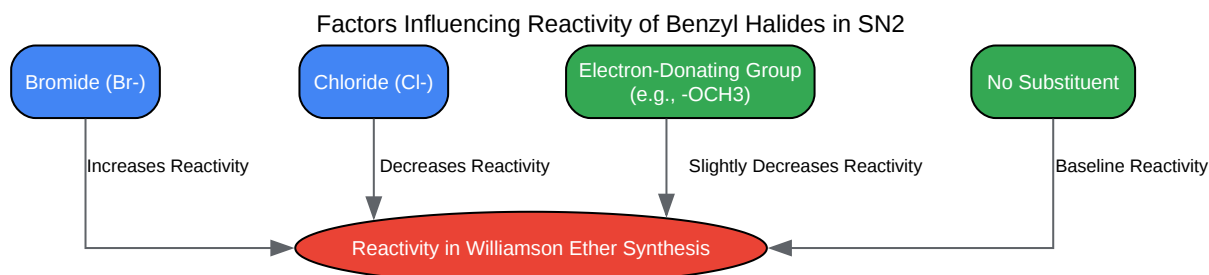 Factors Influencing Reactivity of Benzyl Halides in SN2
Bromide (Br-)
Chloride (Cl-)
Electron-Donating Group
(e.g., -OCH3)
No Substituent
Increases Reactivity
Decreases Reactivity
Slightly Decreases Reactivity
Baseline Reactivity
Reactivity in Williamson Ether Synthesis